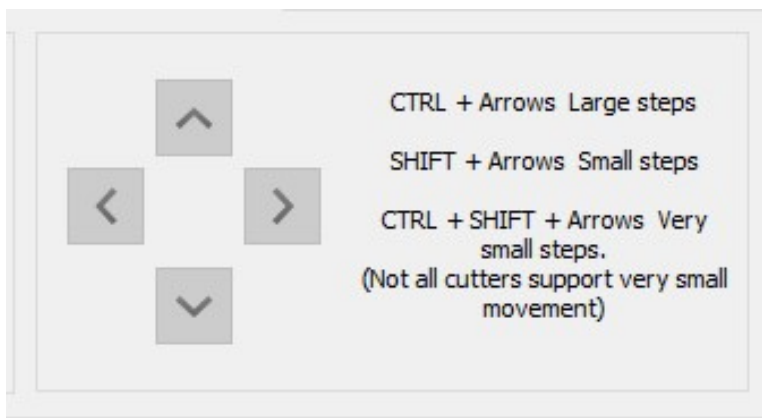 CTRL + Arrows  Large steps
SHIFT + Arrows  Small steps
CTRL + SHIFT + Arrows  Very
small steps.
(Not all cutters support very small
movement)